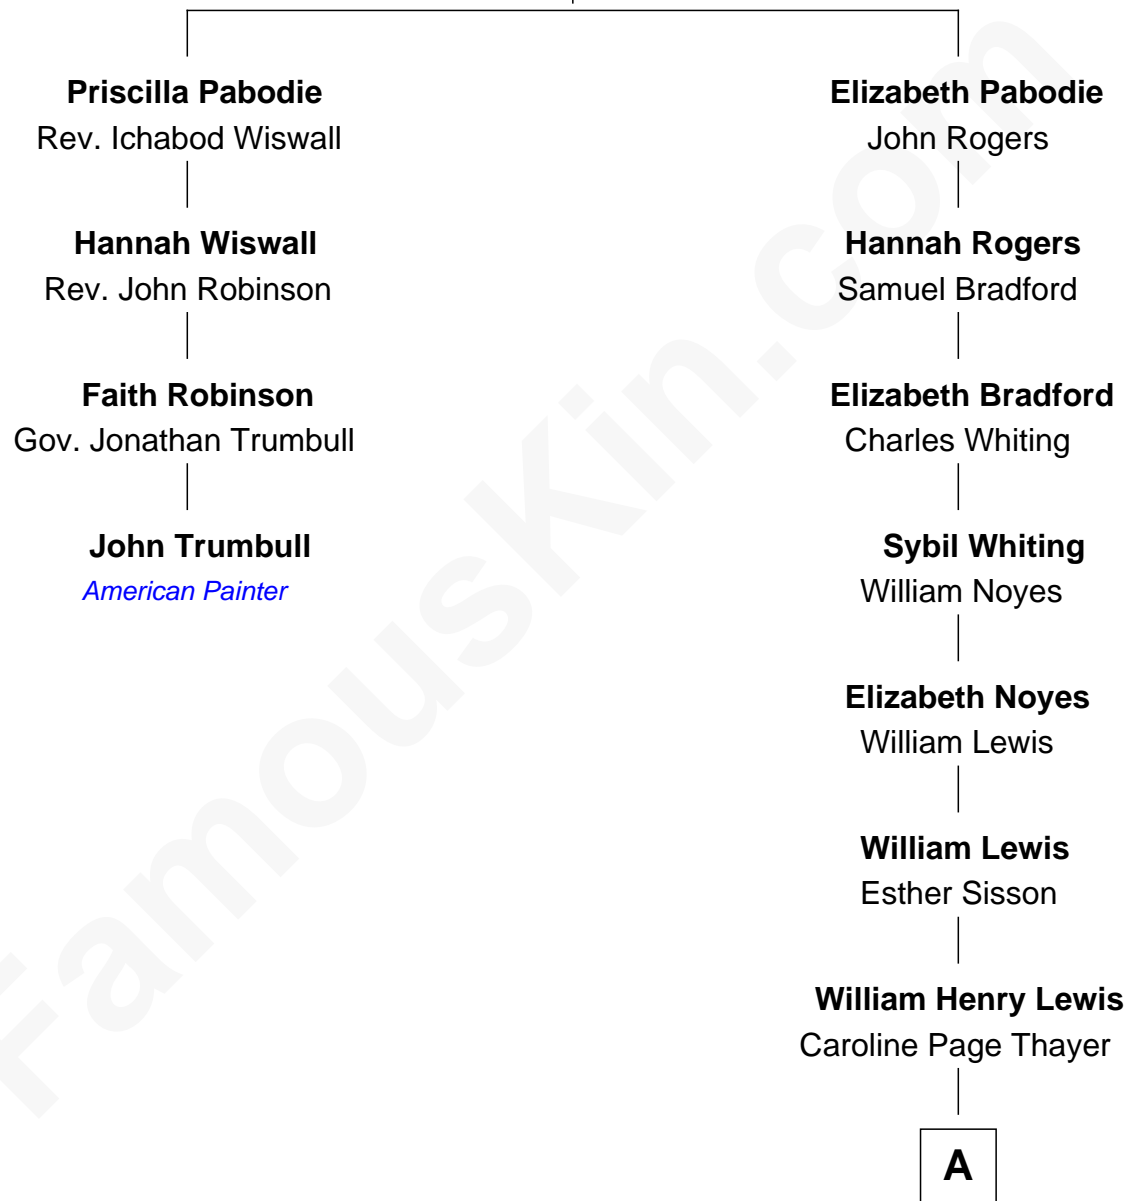 Priscilla Pabodie
Rev. Ichabod Wiswall
Hannah Wiswall
Rev. John Robinson
Faith Robinson
Gov. Jonathan Trumbull
John Trumbull
American Painter
Elizabeth Pabodie
John Rogers
Hannah Rogers
Samuel Bradford
Elizabeth Bradford
Charles Whiting
Sybil Whiting
William Noyes
Elizabeth Noyes
William Lewis
William Lewis
Esther Sisson
William Henry Lewis
Caroline Page Thayer
A
FamousKin.com